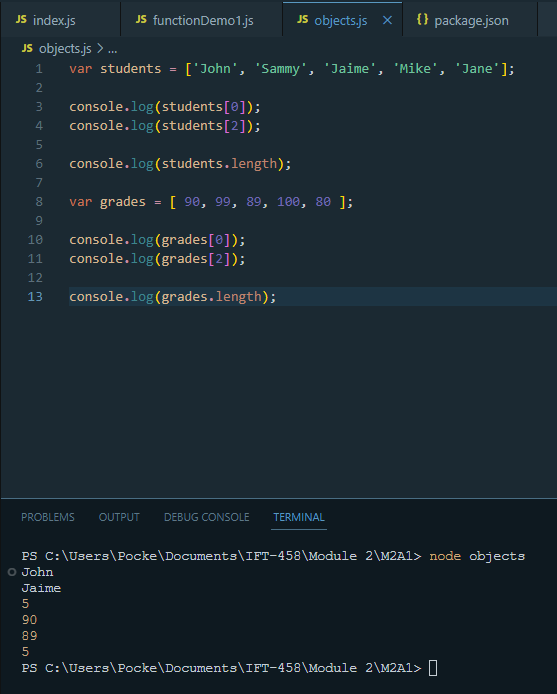 JS index.js JS functionDemo1.js JS objects.js × {} package.json
JS objects.js > ...
1 var students = ['John', 'Sammy', 'Jaime', 'Mike', 'Jane'];
2
3 console.log(students[0]);
4 console.log(students[2]);
5
6 console.log(students.length);
7
8 var grades = [ 90, 99, 89, 100, 80 ];
9
10 console.log(grades[0]);
11 console.log(grades[2]);
12
13 console.log(grades.length);
PROBLEMS OUTPUT DEBUG CONSOLE TERMINAL
PS C:\Users\Pocke\Documents\IFT-458\Module 2\M2A1> node objects
John
Jaime
5
90
89
5
PS C:\Users\Pocke\Documents\IFT-458\Module 2\M2A1>